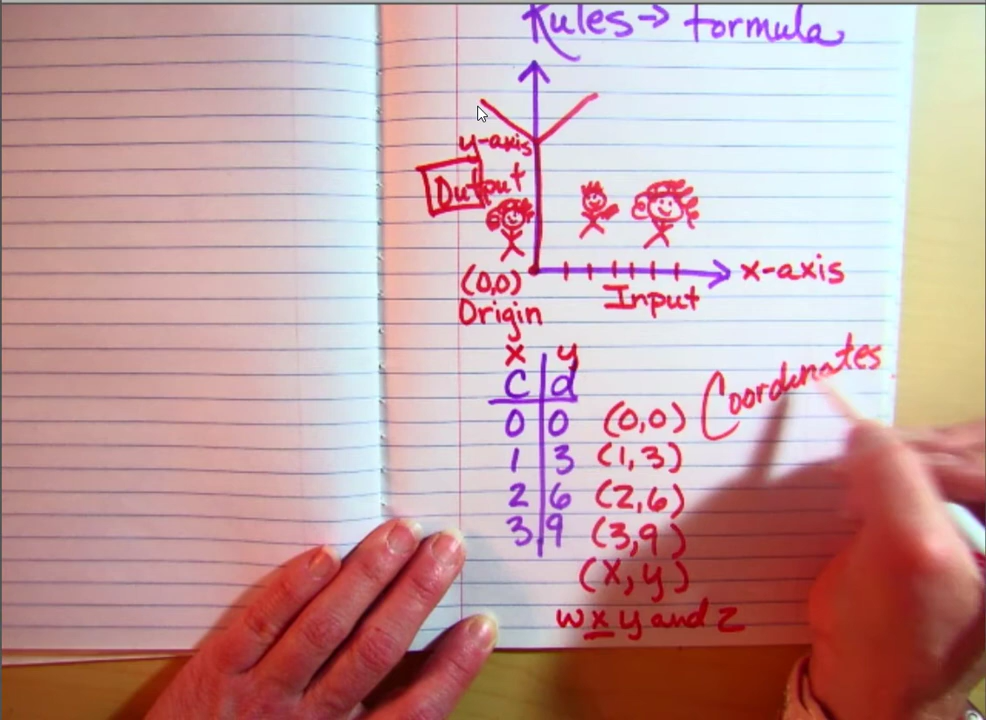 Rules → formula
y-axis
Output
x-axis
(0,0)
Input
Origin
x y
c d
0 0 (0,0) Coordinates
1 3 (1,3)
2 6 (2,6)
3 9 (3,9)
(x,y)
w x y and z